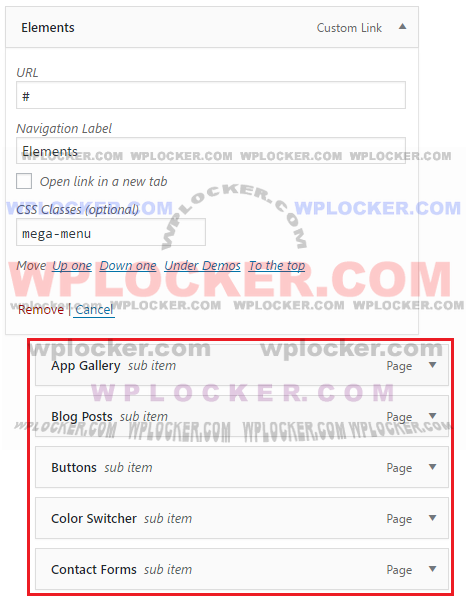 Elements Custom Link
URL
#
Navigation Label
Elements
WPLOCKER.COM WPLOCKER.COM WPLOCKER.COM WPLOCKER.COM
Open link in a new tab
WPLOCKER.COM
CSS Classes (optional)
WPLOCKER.COM WPLOCKER.COM
mega-menu
Move Up one Down one Under Demos To the top
WPLOCKER.COM
Remove | Cancel
WPLOCKER.COM WPLOCKER.COM WPLOCKER.COM
wplocker.com wplocker.com
App Gallery sub item Page
WPLOCKER.COM
Blog Posts sub item Page
WPLOCKER.COM WPLOCKER.COM WPLOCKER.COM WPLOCKER.COM
Buttons sub item Page
Color Switcher sub item Page
Contact Forms sub item Page